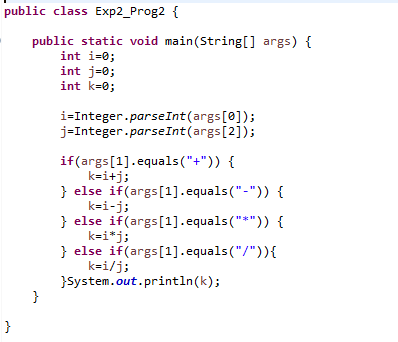 public class Exp2_Prog2 {
public static void main(String[] args) {
int i=0;
int j=0;
int k=0;
i=Integer.parseInt(args[0]);
j=Integer.parseInt(args[2]);
if(args[1].equals("+")) {
k=i+j;
} else if(args[1].equals("-")) {
k=i-j;
} else if(args[1].equals("*")) {
k=i*j;
} else if(args[1].equals("/")){
k=i/j;
}System.out.println(k);
}
}